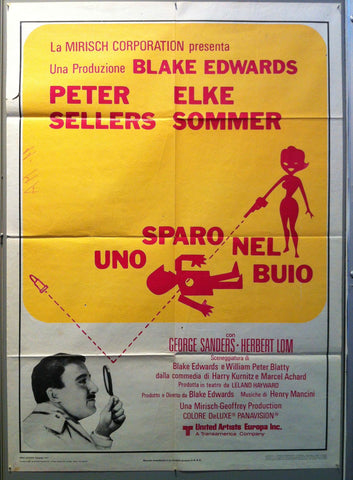 La MIRISCH CORPORATION presenta
Una Produzione BLAKE EDWARDS
PETER ELKE
SELLERS SOMMER
UNO SPARO NEL BUIO
con
GEORGE SANDERS - HERBERT LOM
Sceneggiatura di
Blake Edwards e William Peter Blatty
dalla commedia di Harry Kurnitz e Marcel Achard
Prodotta in teatro da LELAND HAYWARD
Prodotto e Diretto da Blake Edwards Musiche di Henry Mancini
Una Mirisch-Geoffrey Production
COLORE DeLUXE® PANAVISION®
United Artists Europa Inc.
A Transamerica Company